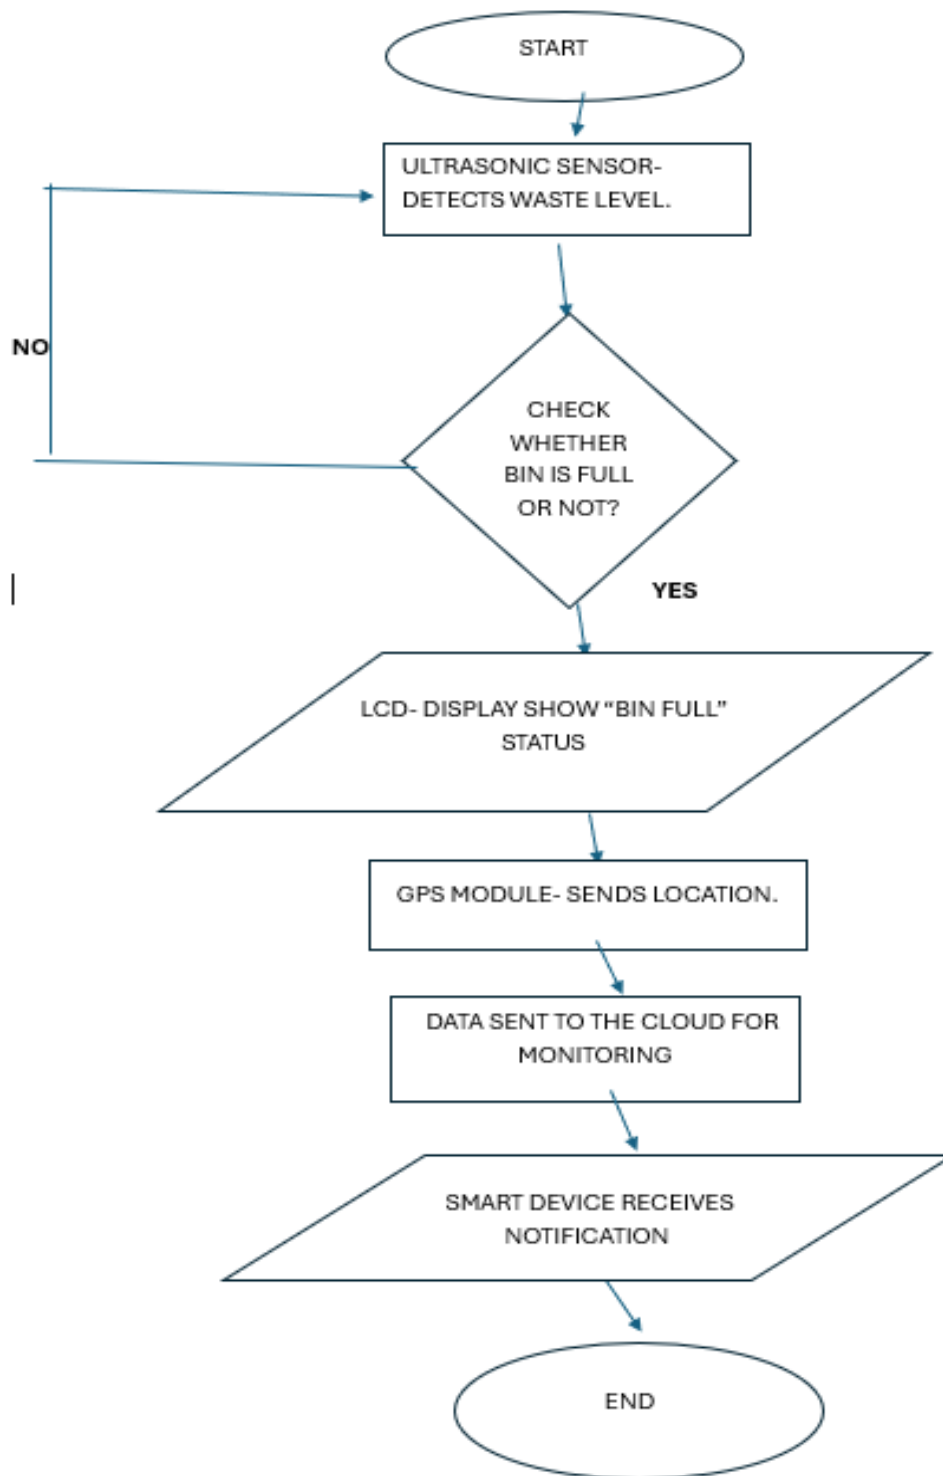 START
ULTRASONIC SENSOR-
DETECTS WASTE LEVEL.
NO
CHECK
WHETHER
BIN IS FULL
OR NOT?
YES
LCD- DISPLAY SHOW “BIN FULL”
STATUS
GPS MODULE- SENDS LOCATION.
DATA SENT TO THE CLOUD FOR
MONITORING
SMART DEVICE RECEIVES
NOTIFICATION
END